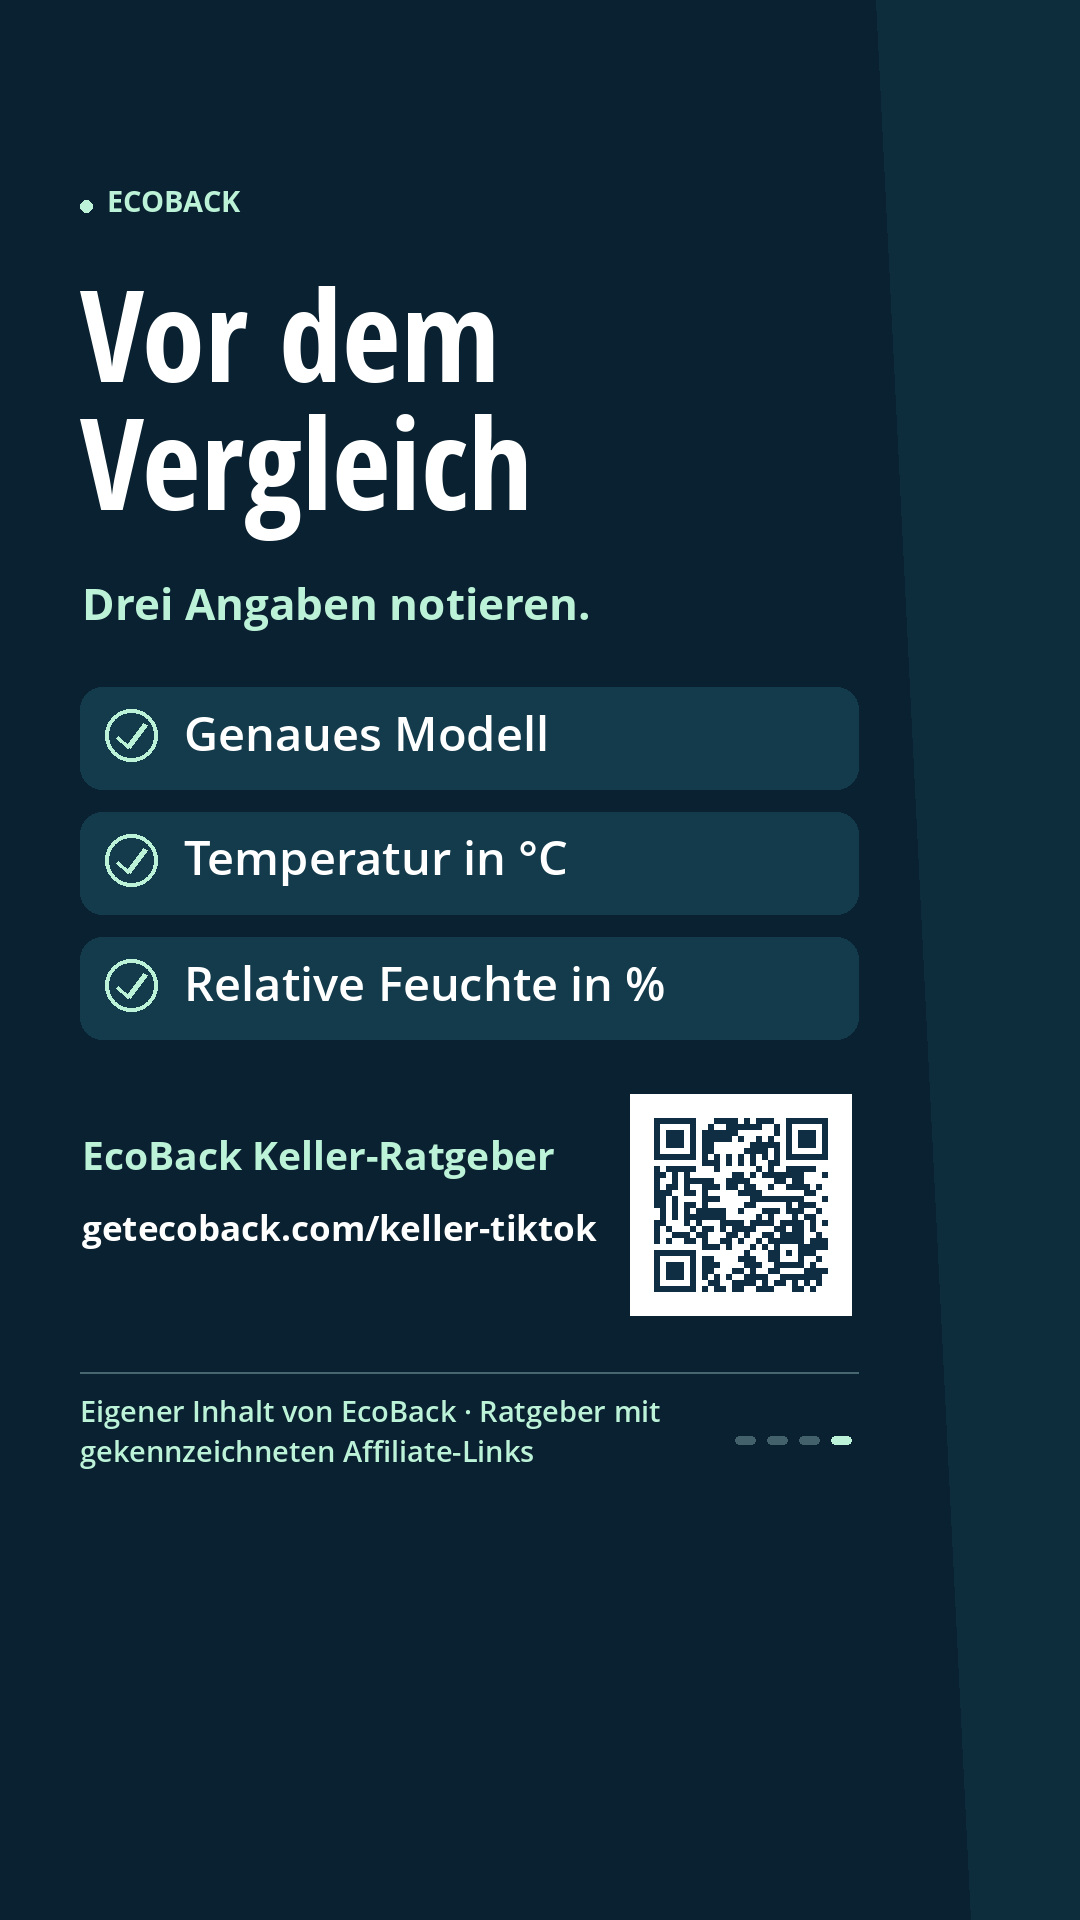 ECOBACK
Vor dem
Vergleich
Drei Angaben notieren.
Genaues Modell
Temperatur in °C
Relative Feuchte in %
EcoBack Keller-Ratgeber
getecoback.com/keller-tiktok
Eigener Inhalt von EcoBack · Ratgeber mit
gekennzeichneten Affiliate-Links